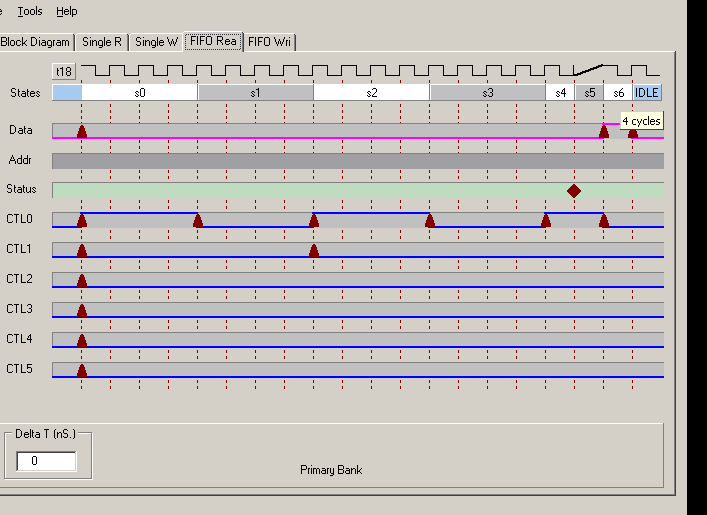 Tools Help
Block Diagram Single R Single W FIFO Rea FIFO Wri
t18
States s0 s1 s2 s3 s4 s5 s6 IDLE
4 cycles
Data
Addr
Status
CTL0
CTL1
CTL2
CTL3
CTL4
CTL5
Delta T (nS.)
0
Primary Bank